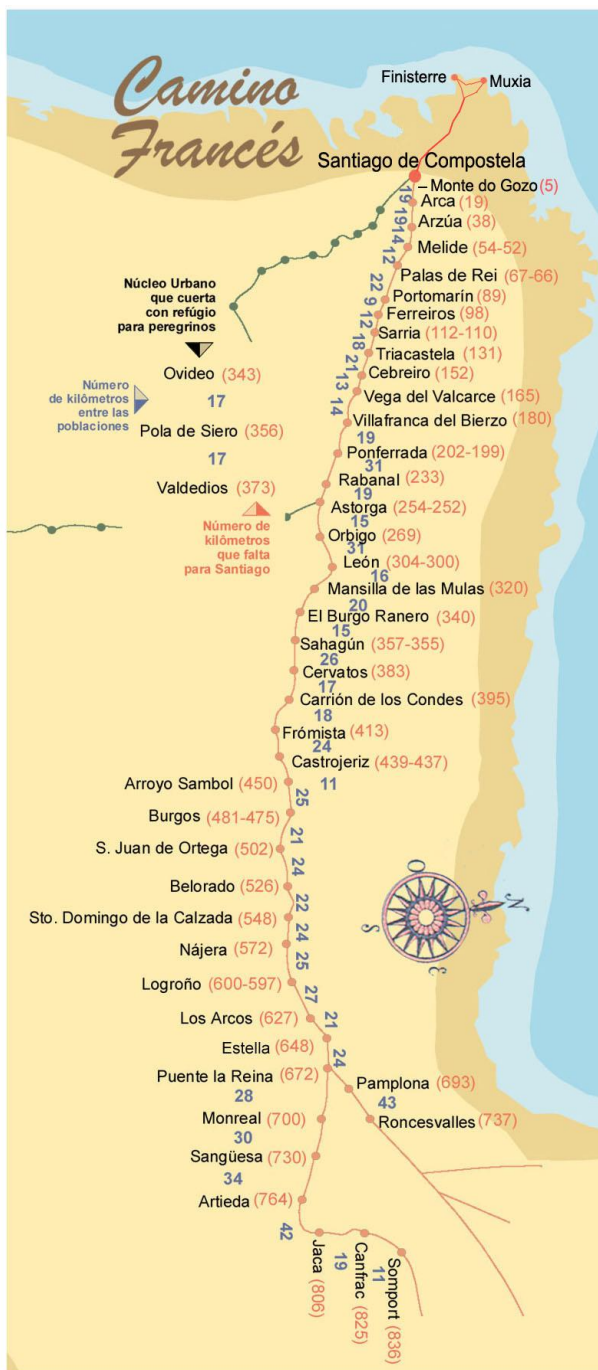 Camino
Francés
Finisterre
Muxia
Santiago de Compostela
Monte do Gozo (5)
19
Arca (19)
19
Arzúa (38)
14
Melide (54-52)
12
Palas de Rei (67-66)
22
Portomarín (89)
9
Ferreiros (98)
12
Sarria (112-110)
18
Triacastela (131)
21
Cebreiro (152)
13
Vega del Valcarce (165)
14
Villafranca del Bierzo (180)
19
Ponferrada (202-199)
31
Rabanal (233)
19
Astorga (254-252)
15
Orbigo (269)
31
León (304-300)
16
Mansilla de las Mulas (320)
20
El Burgo Ranero (340)
15
Sahagún (357-355)
26
Cervatos (383)
17
Carrión de los Condes (395)
18
Frómista (413)
24
Castrojeriz (439-437)
11
Núcleo Urbano
que cuerta
con refúgio
para peregrinos
Ovideo (343)
Número
de kilômetros
entre las
poblaciones
17
Pola de Siero (356)
17
Valdedios (373)
Número de
kilômetros
que falta
para Santiago
Arroyo Sambol (450)
25
Burgos (481-475)
21
S. Juan de Ortega (502)
24
Belorado (526)
22
Sto. Domingo de la Calzada (548)
24
Nájera (572)
25
Logroño (600-597)
27
Los Arcos (627)
21
Estella (648)
24
Puente la Reina (672)
28
Monreal (700)
30
Sangüesa (730)
34
Artieda (764)
42
Pamplona (693)
43
Roncesvalles (737)
Jaca (806)
19
Canfrac (825)
11
Somport (836)
O
N
S
E